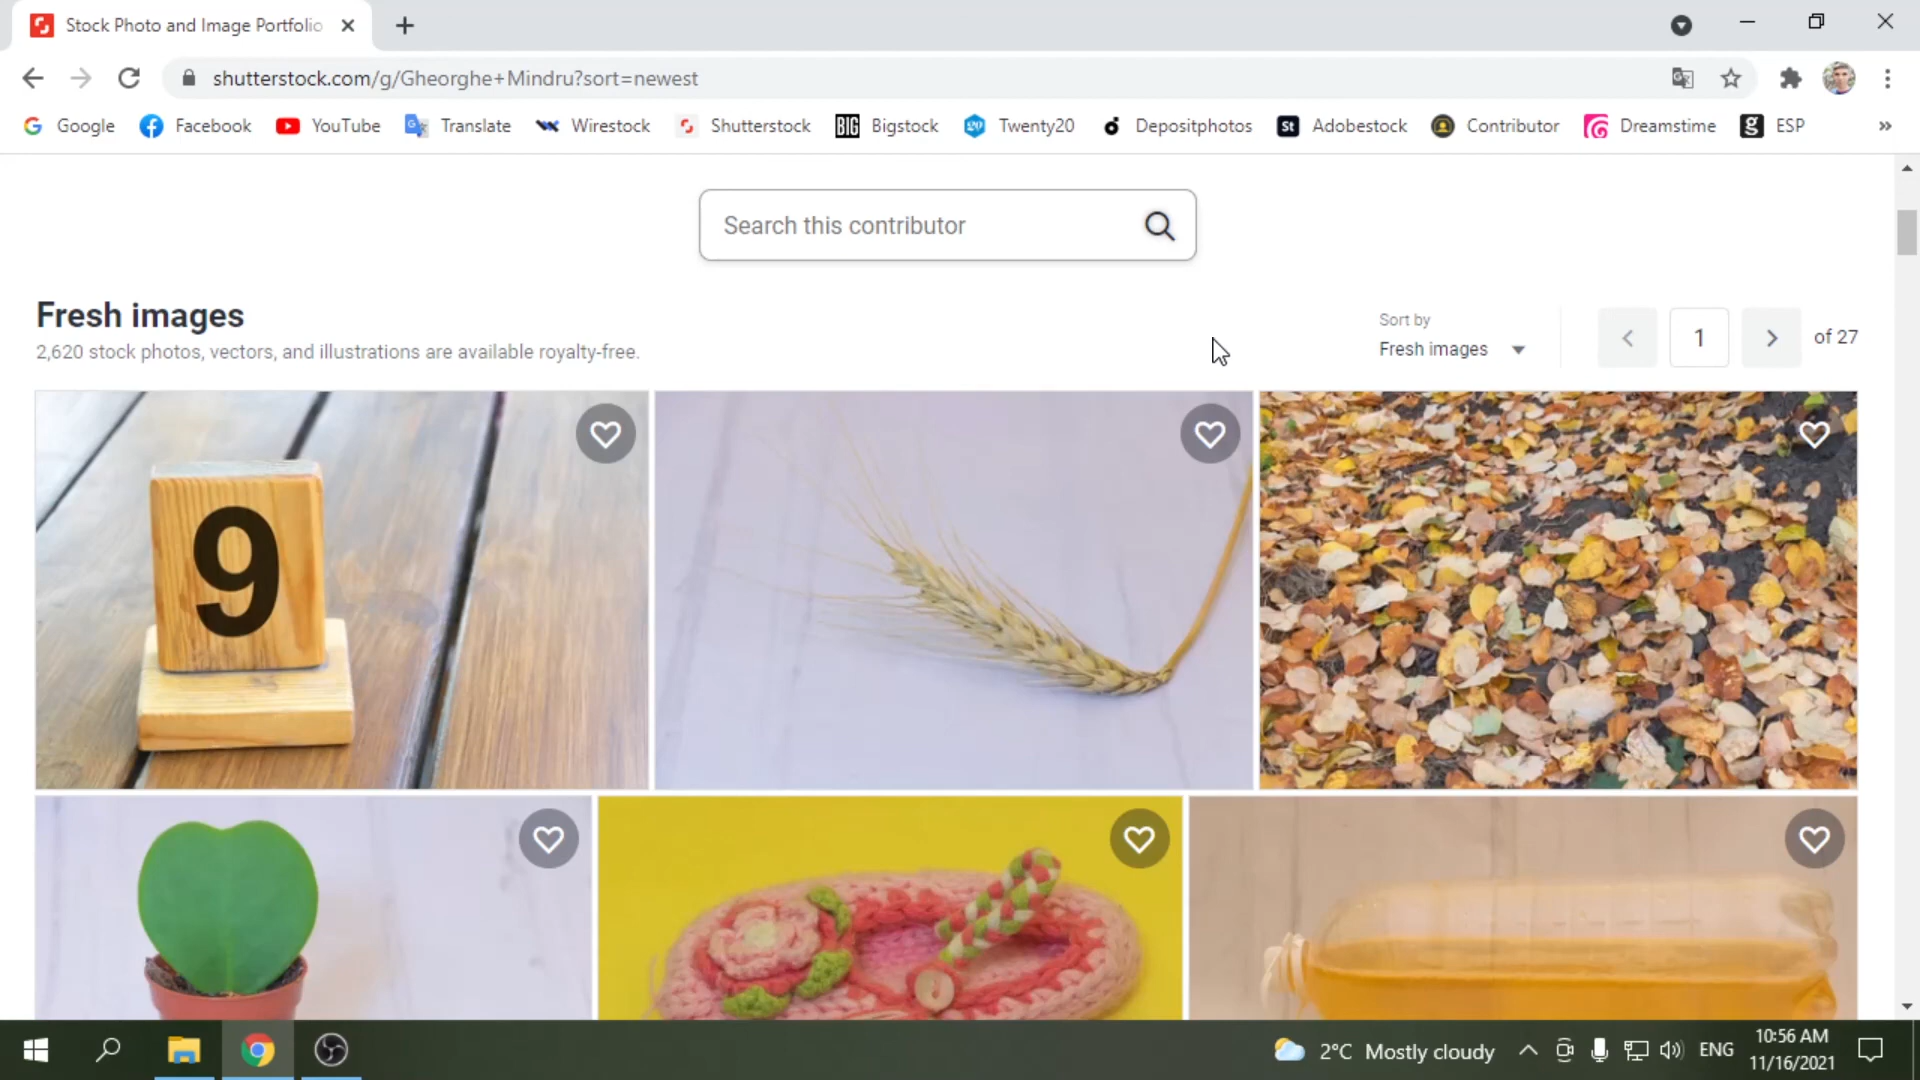 Stock Photo and Image Portfolio
shutterstock.com/g/Gheorghe+Mindru?sort=newest
Google Facebook YouTube Translate Wirestock Shutterstock BIG Bigstock Twenty20 Depositphotos St Adobestock Contributor Dreamstime ESP
Search this contributor
Fresh images
2,620 stock photos, vectors, and illustrations are available royalty-free.
Sort by
Fresh images
1 of 27
9
2°C Mostly cloudy ENG 10:56 AM
11/16/2021